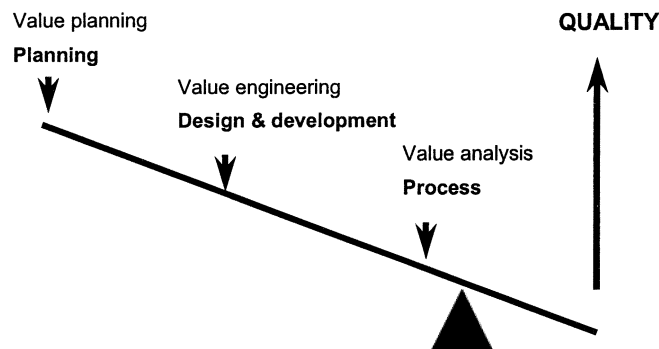 Value planning
Planning
QUALITY
Value engineering
Design & development
Value analysis
Process